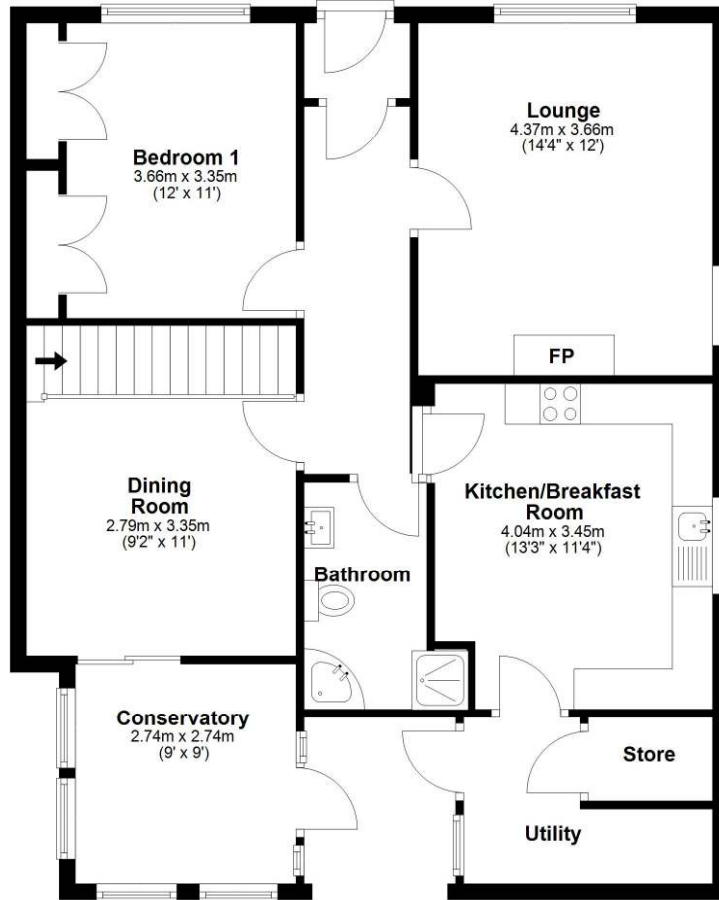 Lounge
4.37m x 3.66m
(14'4" x 12')
Bedroom 1
3.66m x 3.35m
(12' x 11')
FP
Dining
Room
2.79m x 3.35m
(9'2" x 11')
Kitchen/Breakfast
Room
4.04m x 3.45m
(13'3" x 11'4")
Bathroom
Conservatory
2.74m x 2.74m
(9' x 9')
Store
Utility